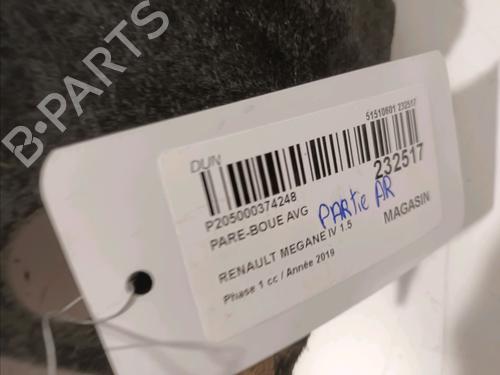 B-PARTS
DUN
51510601 232517
P205000374248
232517
PARE-BOUE AVG
PARTIE AR
RENAULT MEGANE IV 1.5
MAGASIN
Phase 1 cc / Année 2019